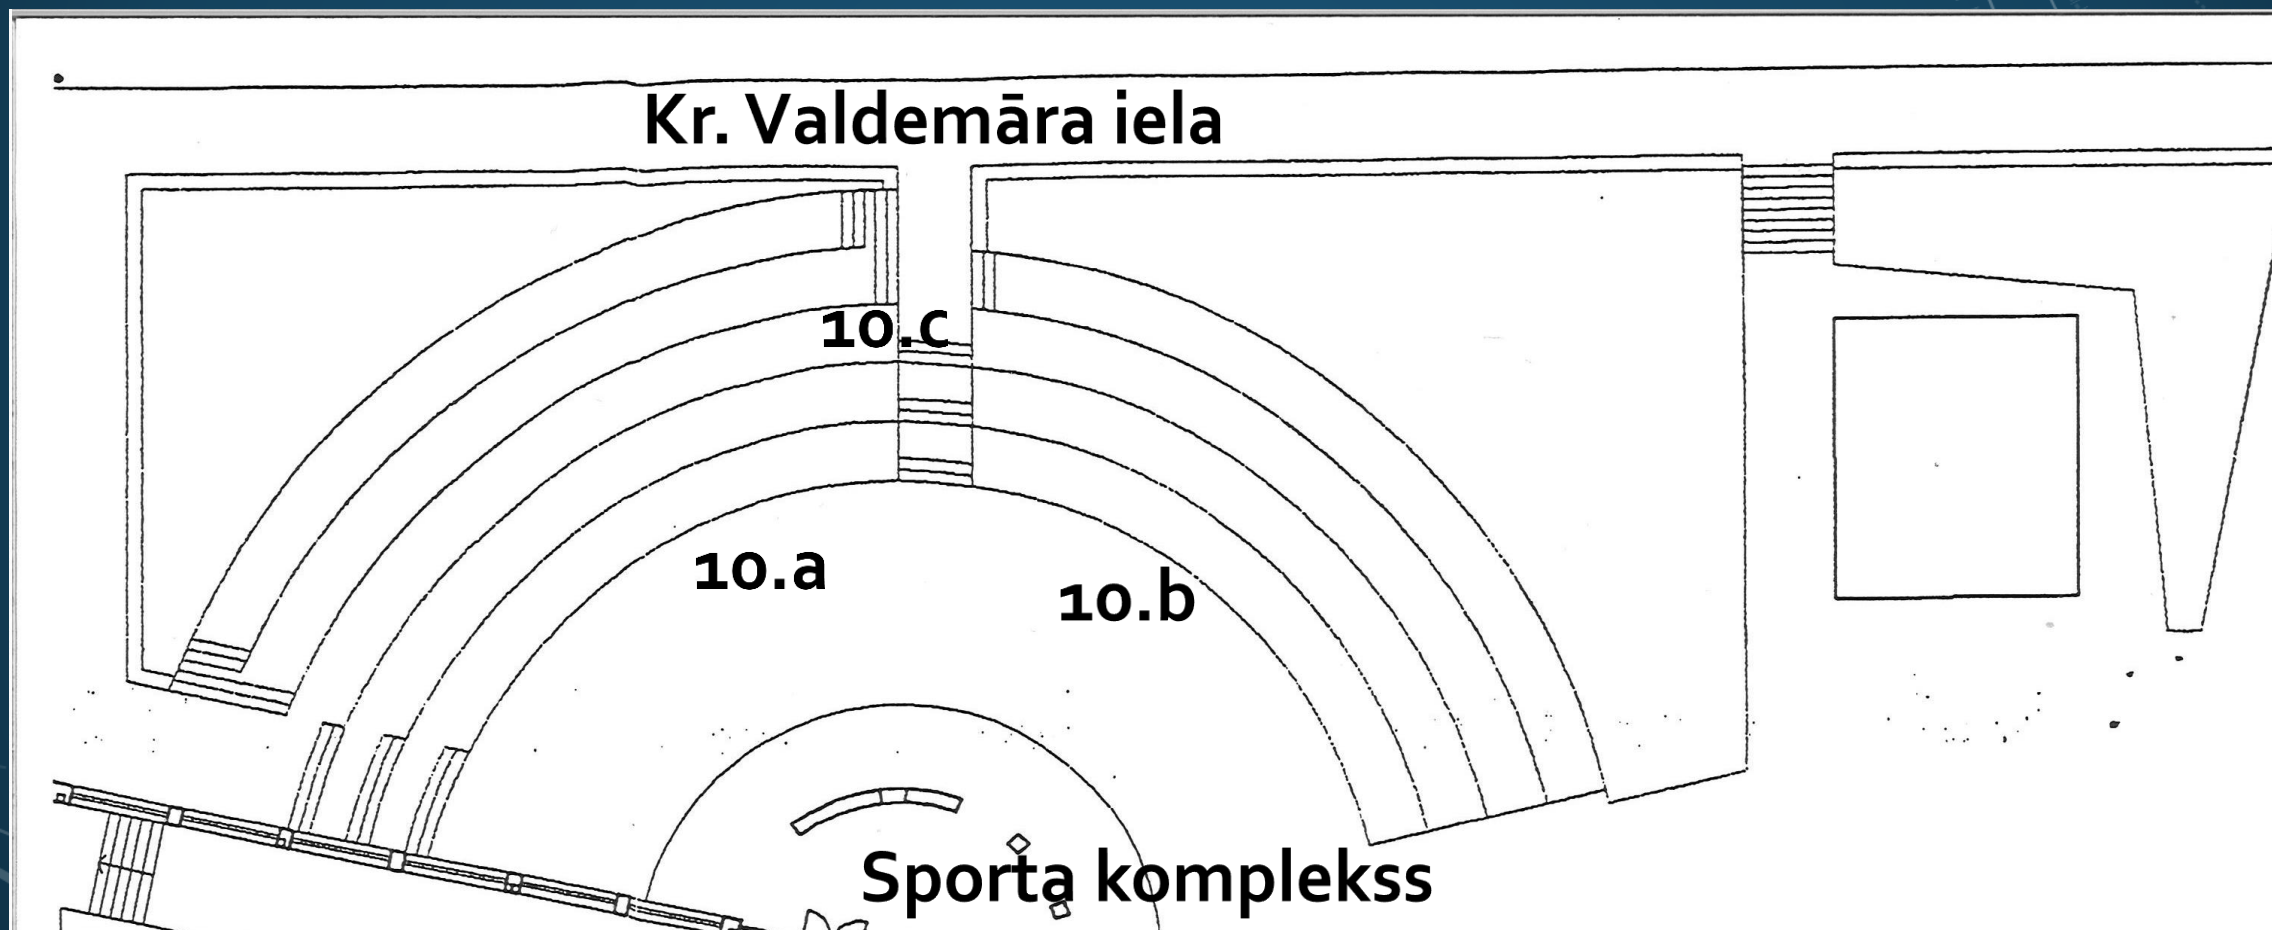 Kr. Valdemāra iela
10.c
10.a
10.b
Sporta komplekss